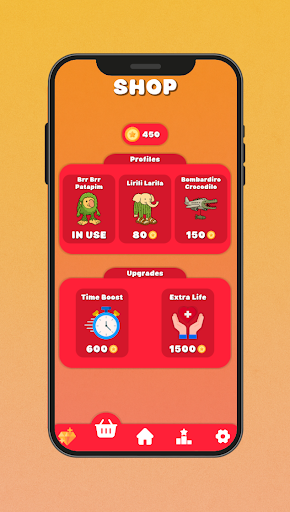 SHOP
450
Profiles
Brr Brr
Patapim
Lirili Larila
Bombardiro
Crocodilo
IN USE
80
150
Upgrades
Time Boost
Extra Life
600
1500